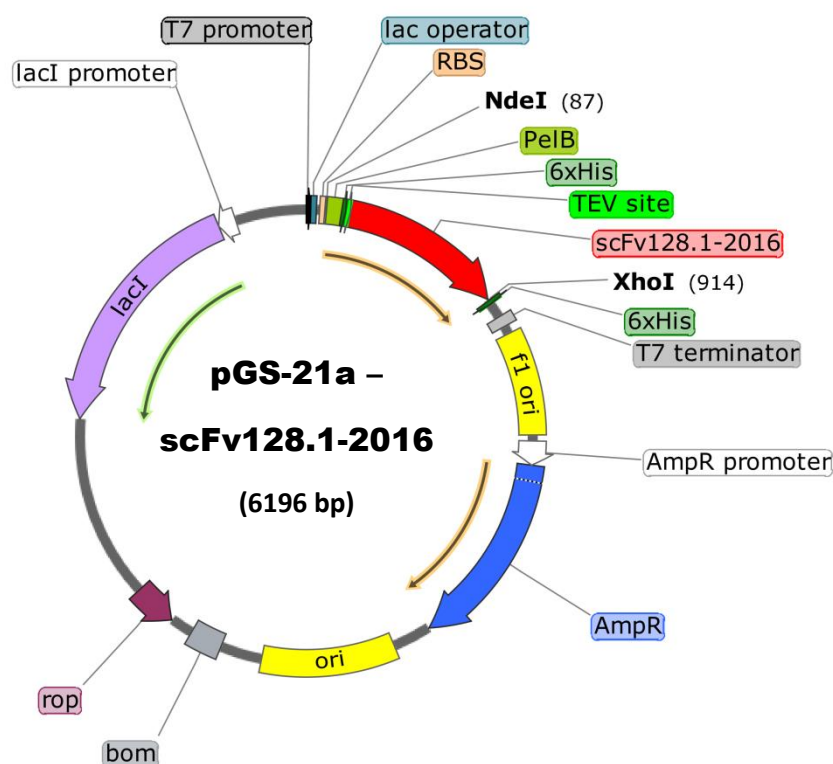 T7 promoter
lac operator
lacI promoter
RBS
NdeI (87)
PelB
6xHis
TEV site
scFv128.1-2016
XhoI (914)
6xHis
T7 terminator
lacI
f1 ori
pGS-21a –
scFv128.1-2016
(6196 bp)
AmpR promoter
AmpR
ori
rop
bom